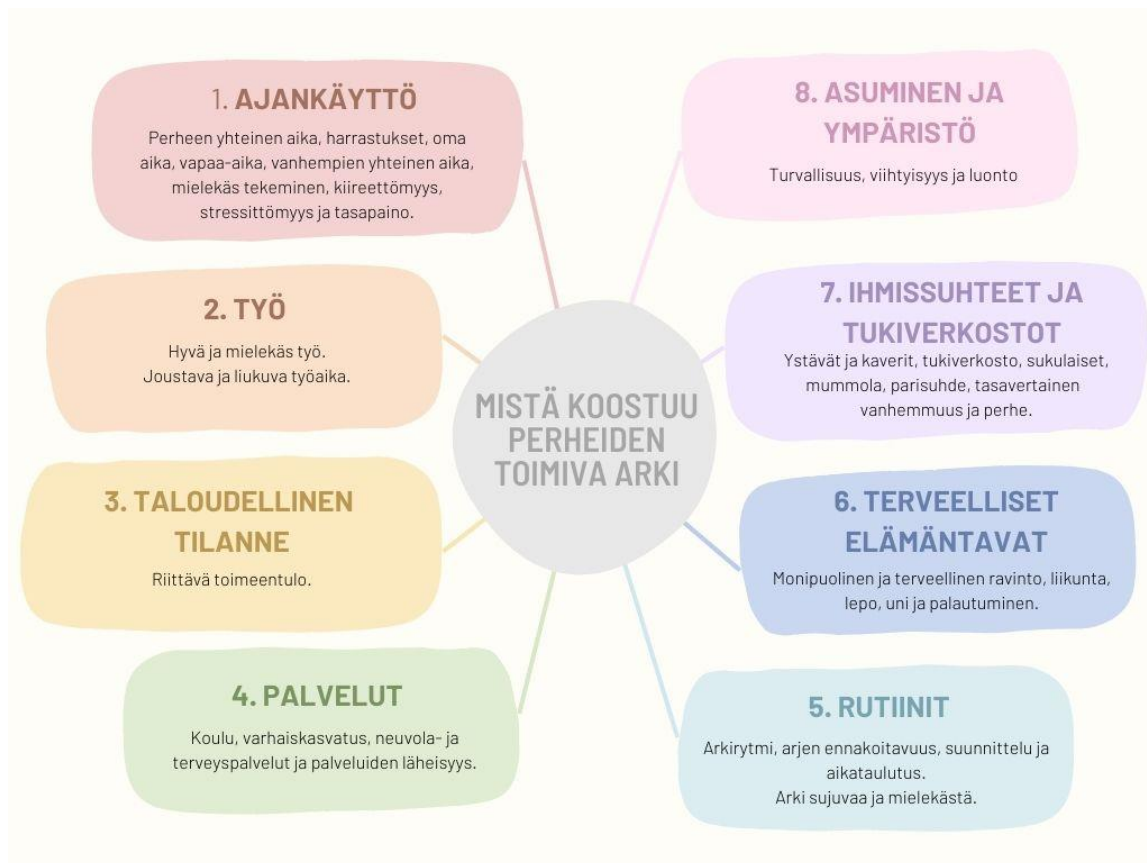 1. AJANKÄYTTÖ
Perheen yhteinen aika, harrastukset, oma
aika, vapaa-aika, vanhempien yhteinen aika,
mielekäs tekeminen, kiireettömyys,
stressittömyys ja tasapaino.
2. TYÖ
Hyvä ja mielekäs työ.
Joustava ja liukuva työaika.
3. TALOUDELLINEN
TILANNE
Riittävä toimeentulo.
4. PALVELUT
Koulu, varhaiskasvatus, neuvola- ja
terveyspalvelut ja palveluiden läheisyys.
MISTÄ KOOSTUU
PERHEIDEN
TOIMIVA ARKI
8. ASUMINEN JA
YMPÄRISTÖ
Turvallisuus, viihtyisyys ja luonto
7. IHMISSUHTEET JA
TUKIVERKOSTOT
Ystävät ja kaverit, tukiverkosto, sukulaiset,
mummola, parisuhde, tasavertainen
vanhemmuus ja perhe.
6. TERVEELLISET
ELÄMÄNTAVAT
Monipuolinen ja terveellinen ravinto, liikunta,
lepo, uni ja palautuminen.
5. RUTIINIT
Arkirytmi, arjen ennakoitavuus, suunnittelu ja
aikataulutus.
Arki sujuvaa ja mielekästä.